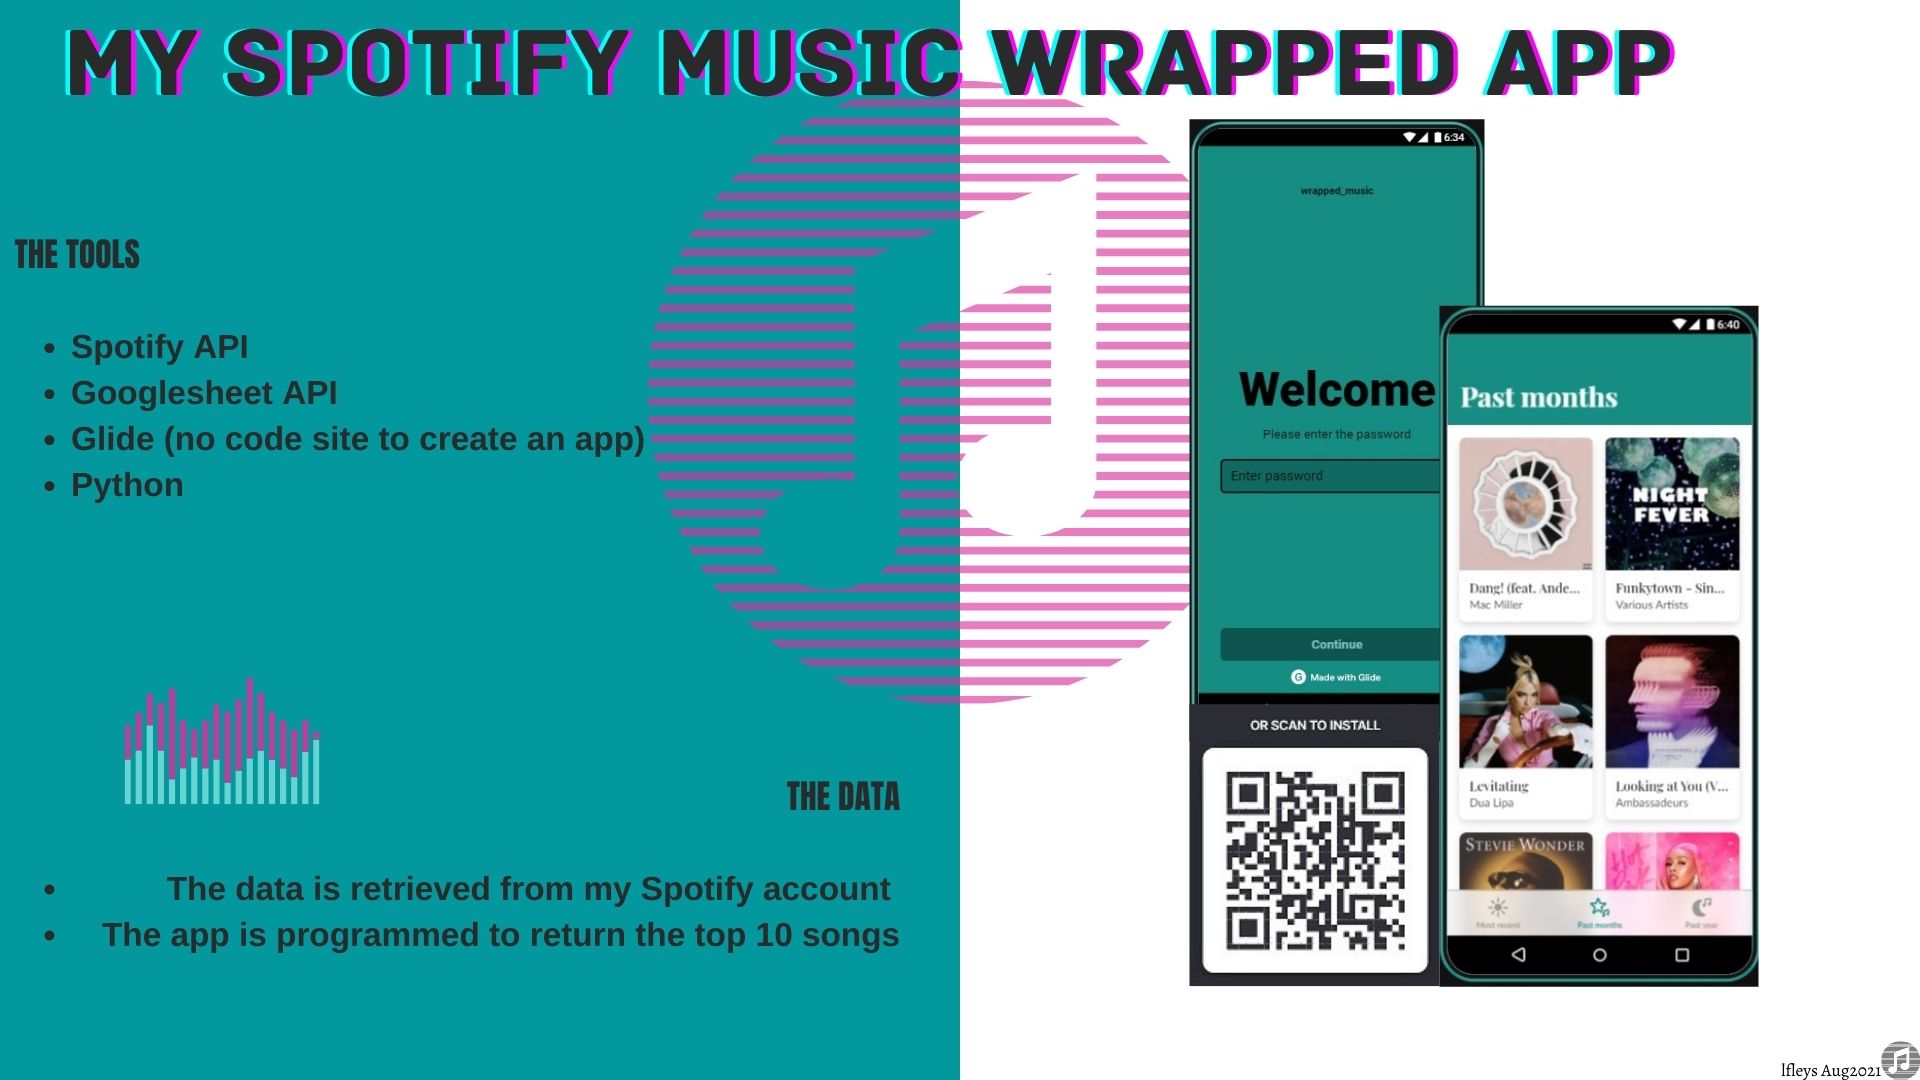 MY SPOTIFY MUSIC WRAPPED APP
THE TOOLS
• Spotify API
• Googlesheet API
• Glide (no code site to create an app)
• Python
THE DATA
• The data is retrieved from my Spotify account
• The app is programmed to return the top 10 songs
6:34
wrapped_music
Welcome
Please enter the password
Enter password
Continue
G Made with Glide
OR SCAN TO INSTALL
6:40
Past months
NIGHT
FEVER
Dang! (feat. Ande...
Mac Miller
Funkytown - Sin...
Various Artists
Levitating
Dua Lipa
Looking at You (V...
Ambassadeurs
STEVIE WONDER
Most recent
Past months
Past year
lfleys Aug2021